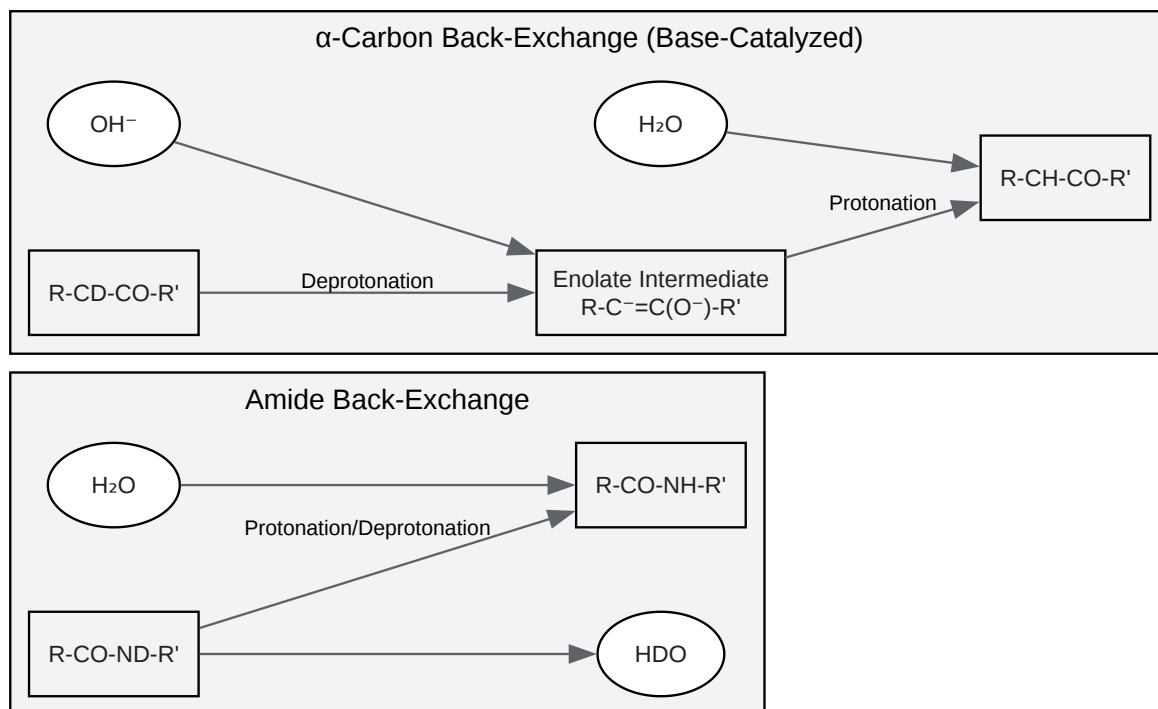 α-Carbon Back-Exchange (Base-Catalyzed)
OH⁻
H₂O
R-CH-CO-R'
Protonation
R-CD-CO-R'
Deprotonation
Enolate Intermediate
R-C⁻=C(O⁻)-R'
Amide Back-Exchange
H₂O
R-CO-NH-R'
Protonation/Deprotonation
R-CO-ND-R'
HDO